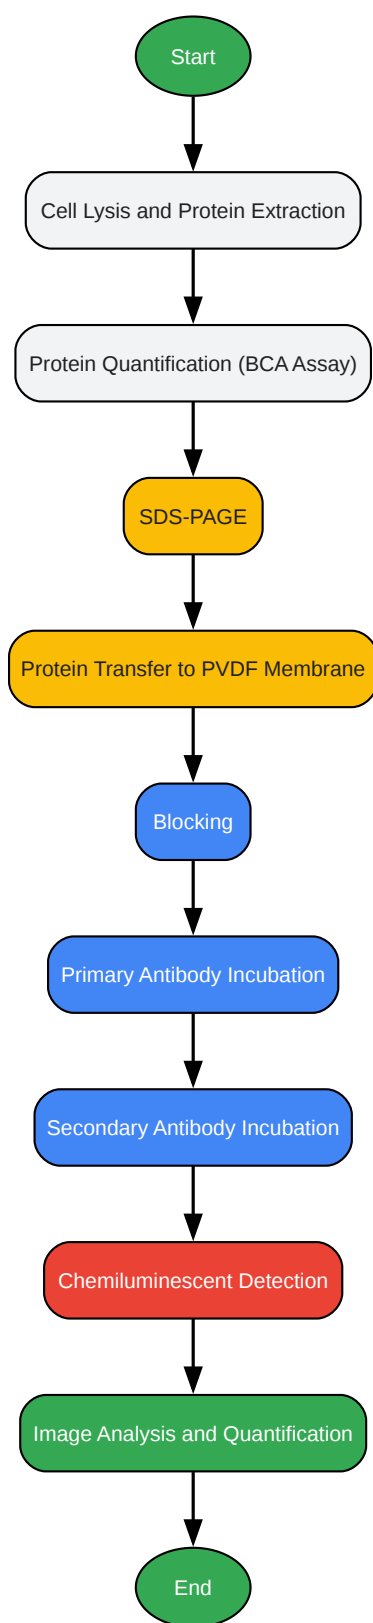 Start
Cell Lysis and Protein Extraction
Protein Quantification (BCA Assay)
SDS-PAGE
Protein Transfer to PVDF Membrane
Blocking
Primary Antibody Incubation
Secondary Antibody Incubation
Chemiluminescent Detection
Image Analysis and Quantification
End